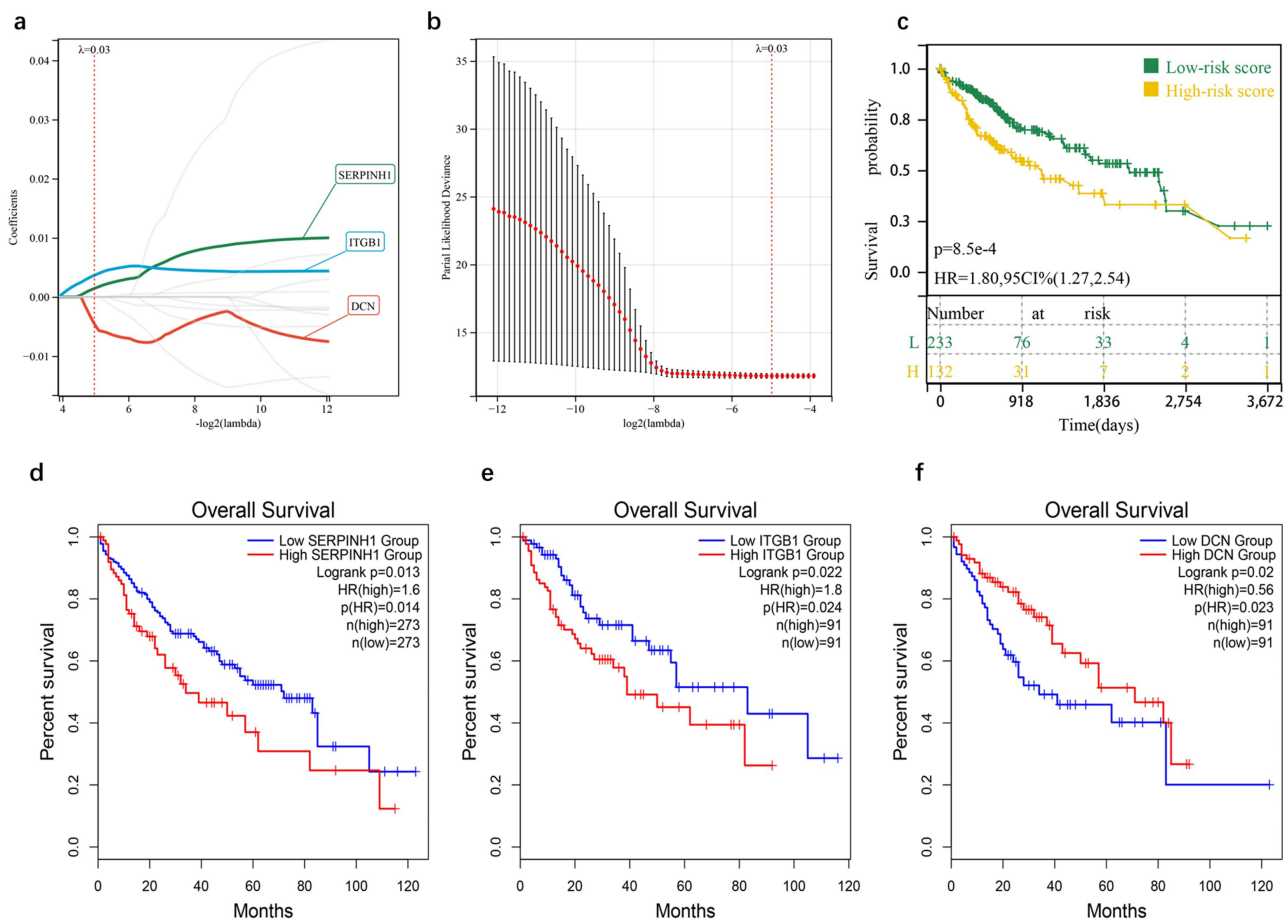 a
λ=0.03
0.04
0.03
0.02
0.01
0.00
−0.01
Coefficients
SERPINH1
ITGB1
DCN
4
6
8
10
12
-log2(lambda)
b
λ=0.03
35
30
25
20
15
Parial Likelihood Deviance
−12
−10
−8
−6
−4
log2(lambda)
c
Low-risk score
High-risk score
1.0
0.8
0.5
0.3
0.0
Survival probability
p=8.5e-4
HR=1.80,95CI%(1.27,2.54)
Number at risk
L 233 76 33 4 1
H 132 31 7 2 1
0 918 1,836 2,754 3,672
Time(days)
d
Overall Survival
Low SERPINH1 Group
High SERPINH1 Group
Logrank p=0.013
HR(high)=1.6
p(HR)=0.014
n(high)=273
n(low)=273
Percent survival
1.0
0.8
0.6
0.4
0.2
0.0
0 20 40 60 80 100 120
Months
e
Overall Survival
Low ITGB1 Group
High ITGB1 Group
Logrank p=0.022
HR(high)=1.8
p(HR)=0.024
n(high)=91
n(low)=91
Percent survival
1.0
0.8
0.6
0.4
0.2
0.0
0 20 40 60 80 100 120
Months
f
Overall Survival
Low DCN Group
High DCN Group
Logrank p=0.02
HR(high)=0.56
p(HR)=0.023
n(high)=91
n(low)=91
Percent survival
1.0
0.8
0.6
0.4
0.2
0.0
0 20 40 60 80 100 120
Months